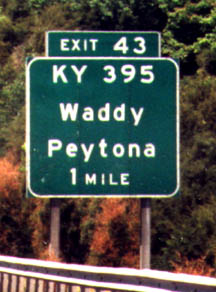 EXIT 43
KY 395
Waddy
Peytona
1 MILE